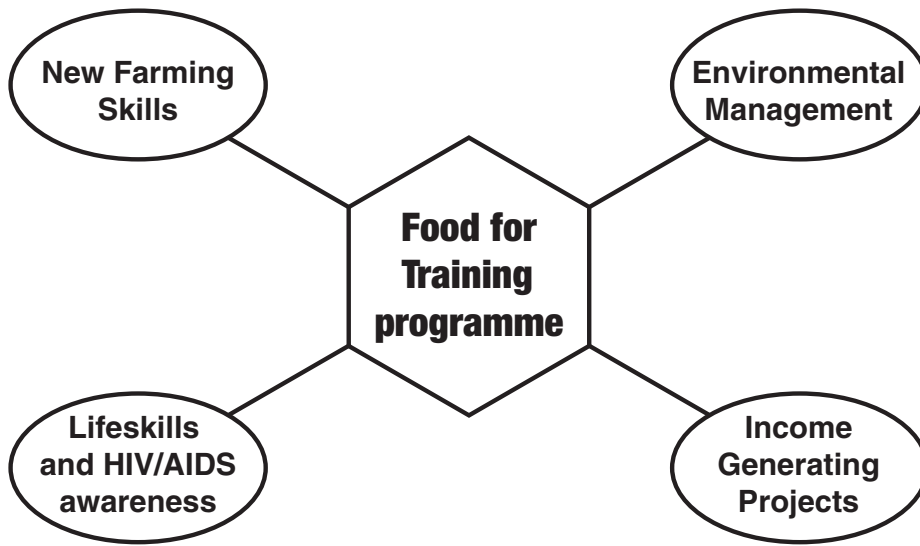 New Farming
Skills
Environmental
Management
Food for
Training
programme
Lifeskills
and HIV/AIDS
awareness
Income
Generating
Projects